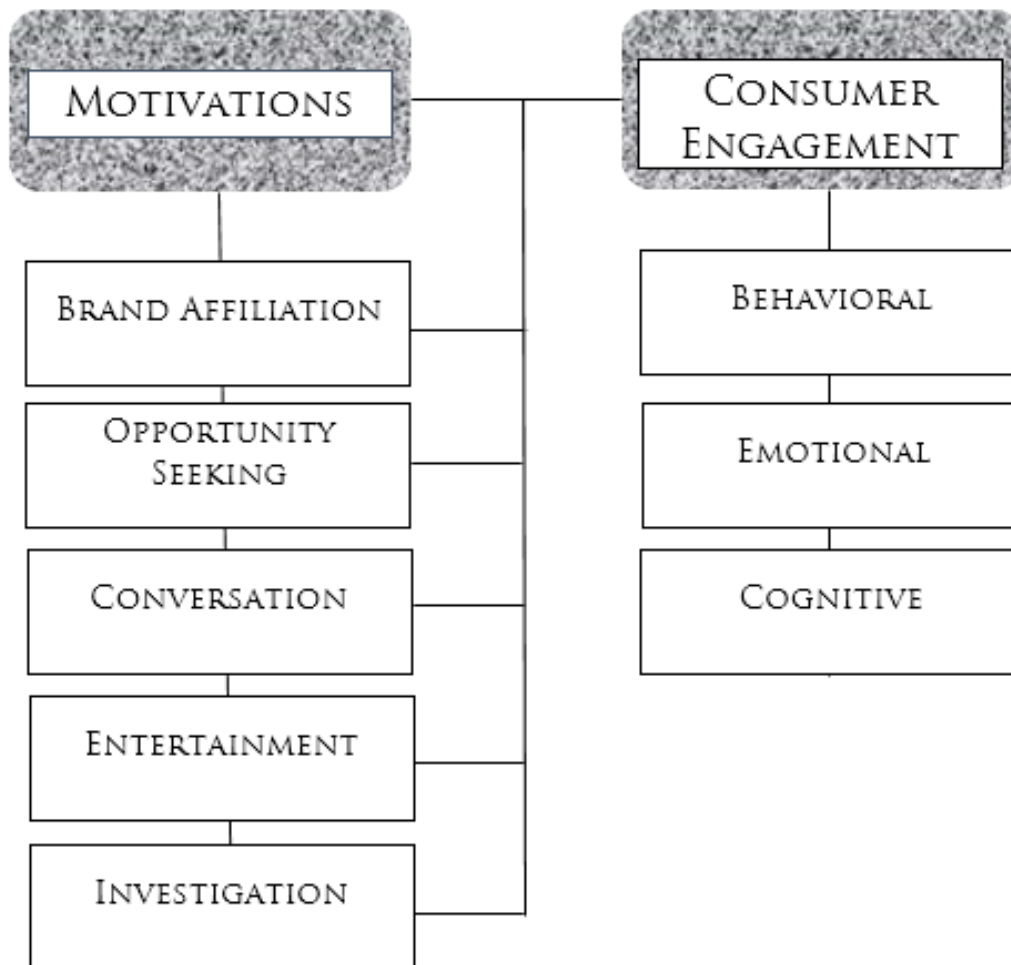 MOTIVATIONS
CONSUMER
ENGAGEMENT
BRAND AFFILIATION
OPPORTUNITY
SEEKING
CONVERSATION
ENTERTAINMENT
INVESTIGATION
BEHAVIORAL
EMOTIONAL
COGNITIVE